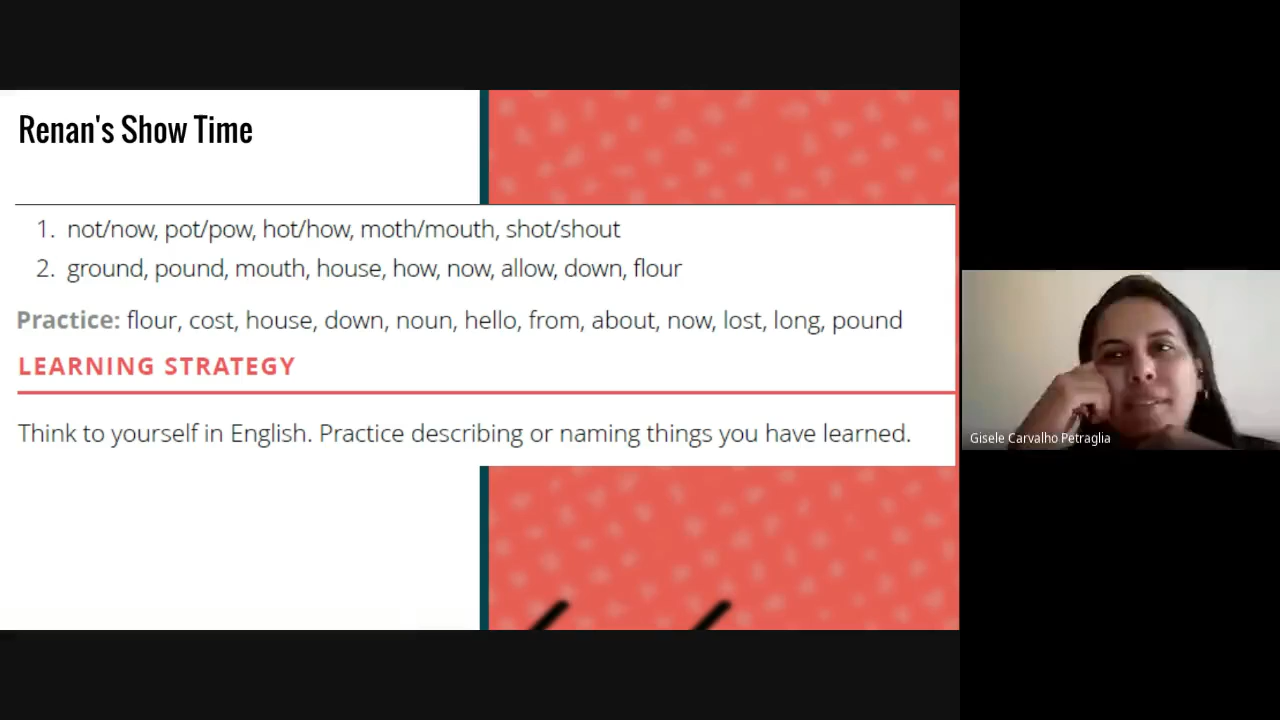 Renan's Show Time
1. not/now, pot/pow, hot/how, moth/mouth, shot/shout
2. ground, pound, mouth, house, how, now, allow, down, flour
Practice: flour, cost, house, down, noun, hello, from, about, now, lost, long, pound
LEARNING STRATEGY
Think to yourself in English. Practice describing or naming things you have learned.
Gisele Carvalho Petraglia